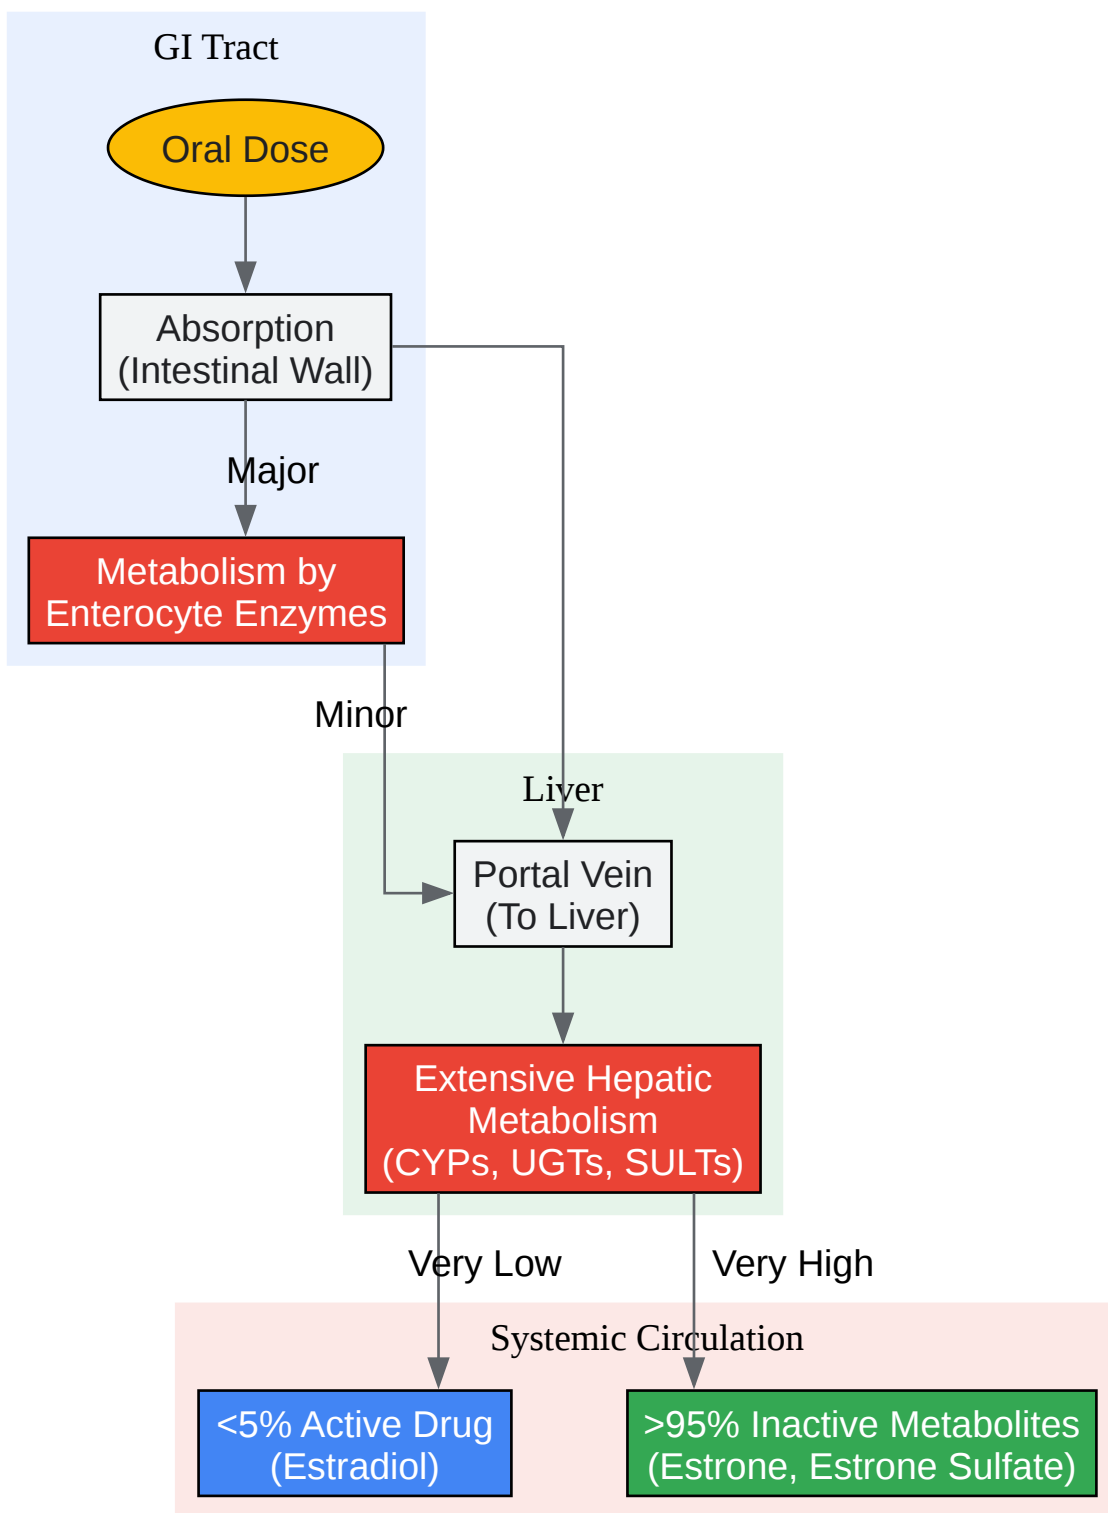 GI Tract
Oral Dose
Absorption
(Intestinal Wall)
Major
Metabolism by
Enterocyte Enzymes
Minor
Liver
Portal Vein
(To Liver)
Extensive Hepatic
Metabolism
(CYPs, UGTs, SULTs)
Very Low
Very High
Systemic Circulation
<5% Active Drug
(Estradiol)
>95% Inactive Metabolites
(Estrone, Estrone Sulfate)